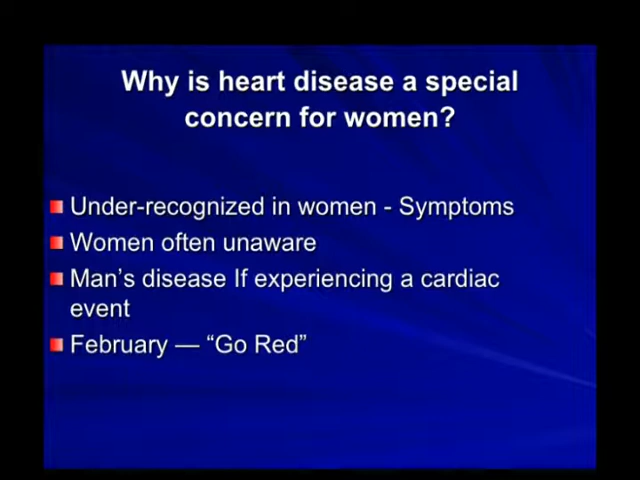 Why is heart disease a special
concern for women?
Under-recognized in women - Symptoms
Women often unaware
Man’s disease If experiencing a cardiac
event
February — “Go Red”